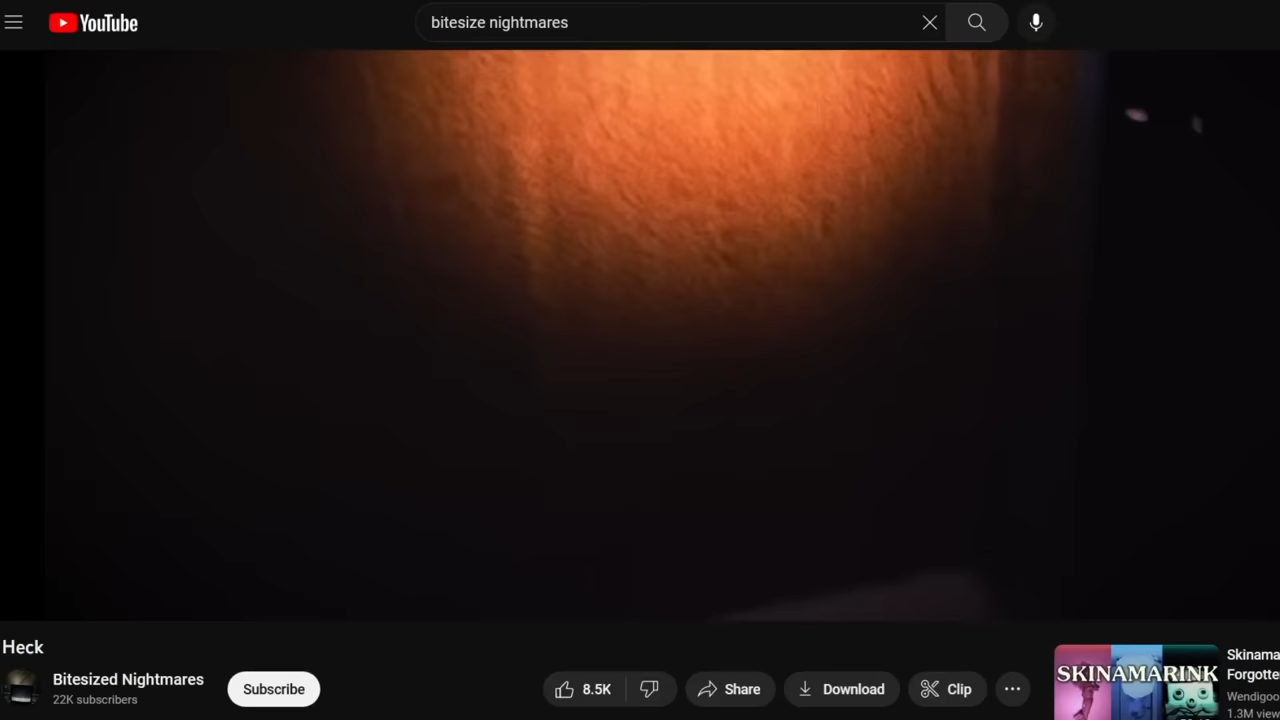 YouTube
bitesize nightmares
Heck
Bitesized Nightmares
22K subscribers
Subscribe
8.5K
Share
Download
Clip
SKINAMARINK
Skinama
Forgotte
Wendigoo
1.3M view